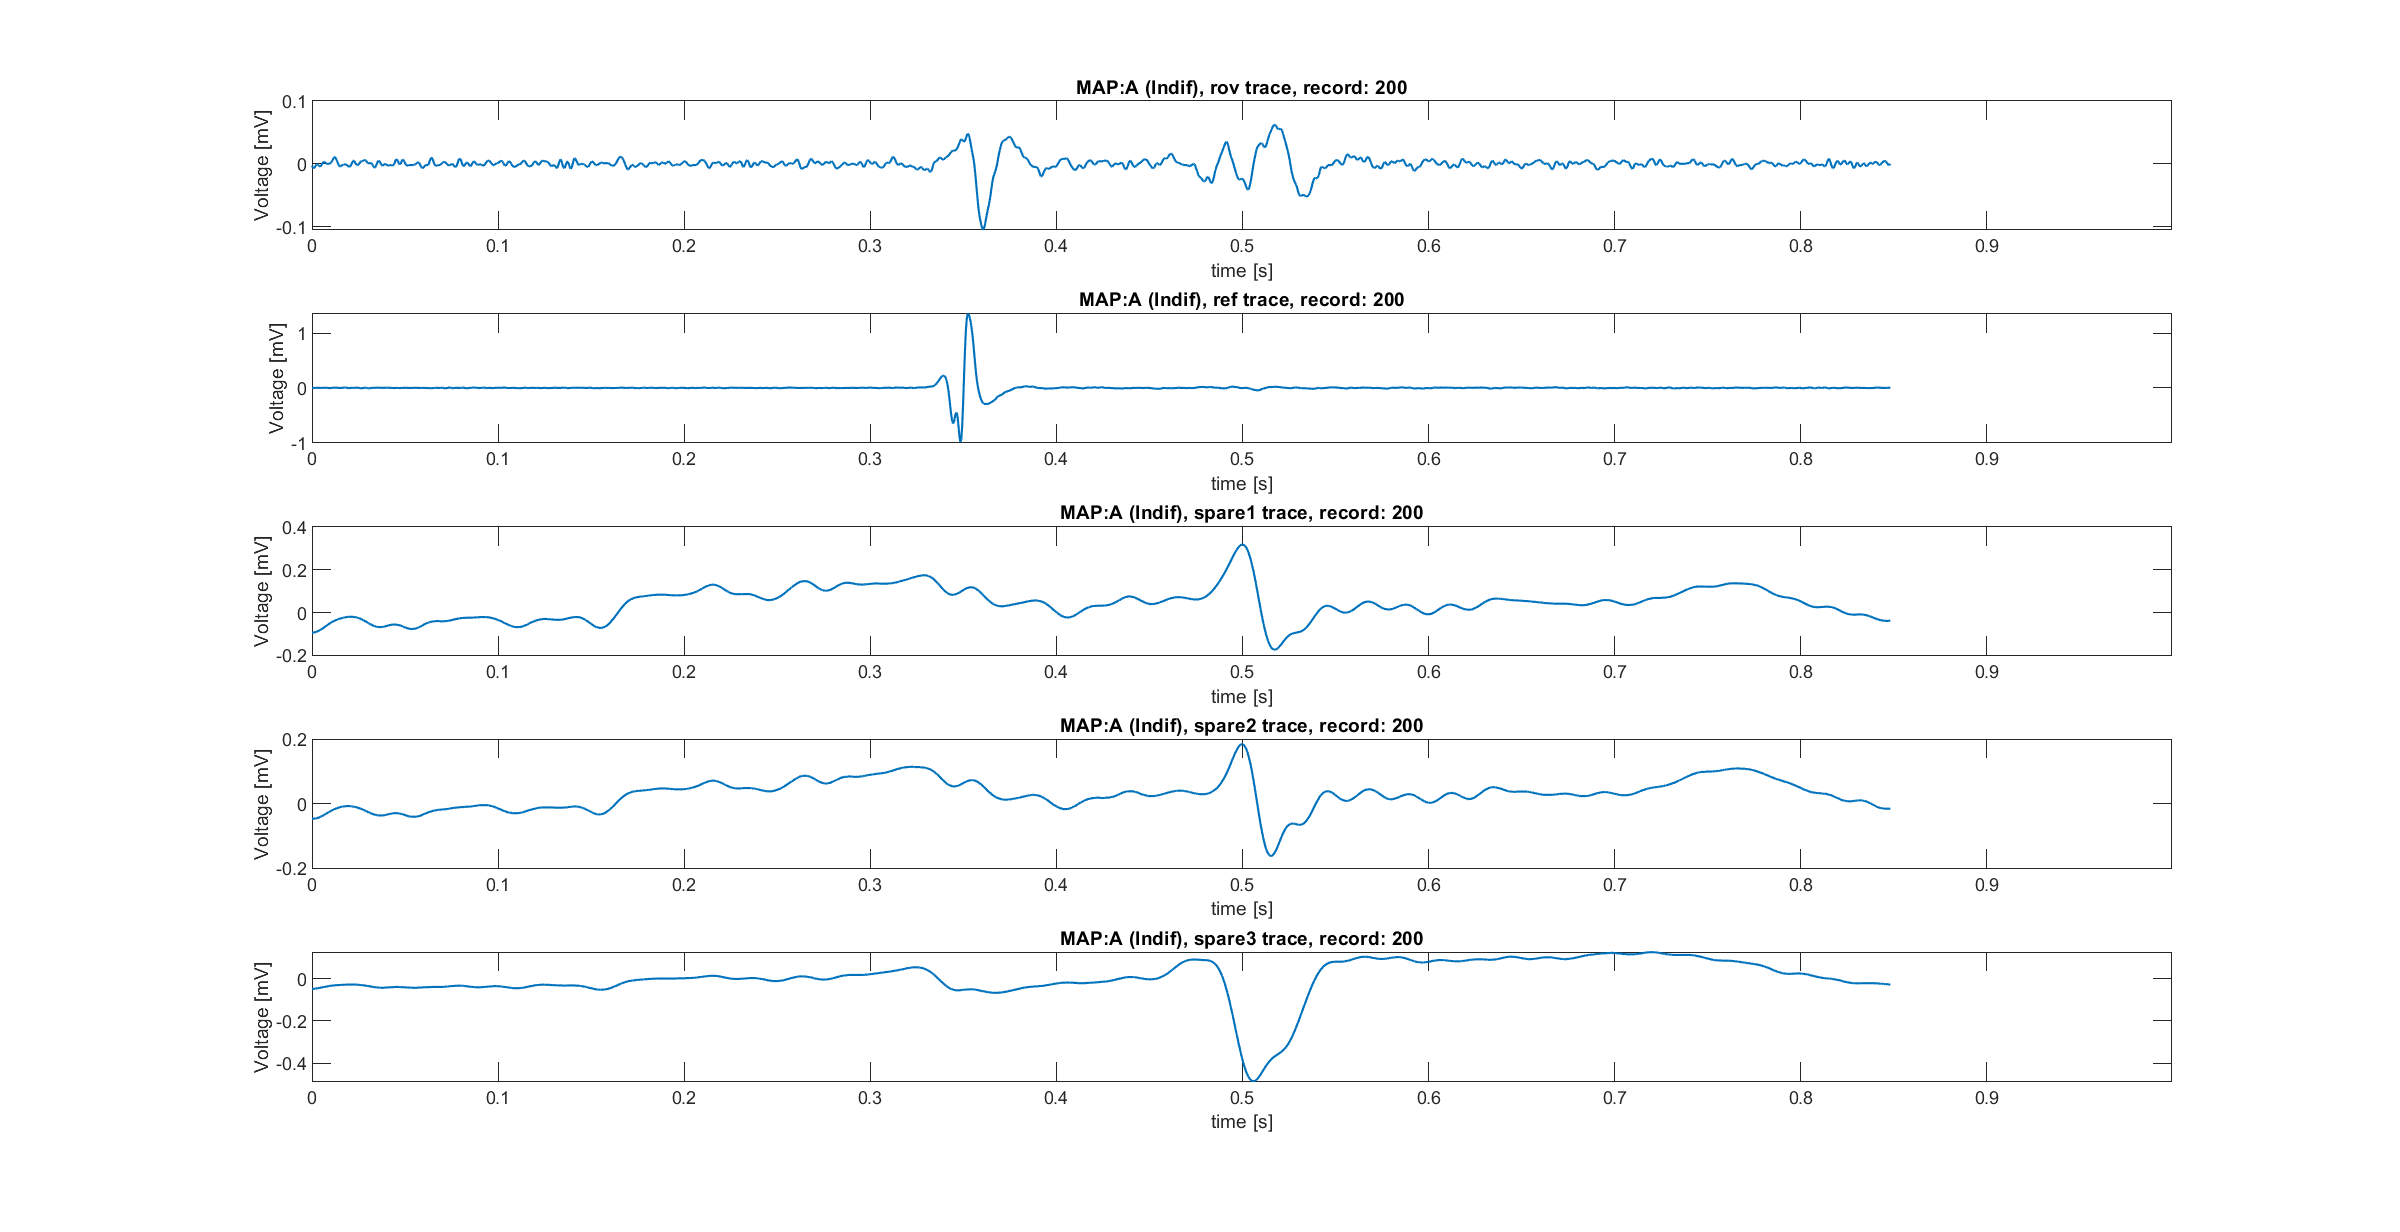 MAP:A (Indif), rov trace, record: 200
Voltage [mV]
0.1
0
-0.1
0 0.1 0.2 0.3 0.4 0.5 0.6 0.7 0.8 0.9
time [s]
MAP:A (Indif), ref trace, record: 200
Voltage [mV]
1
0
-1
0 0.1 0.2 0.3 0.4 0.5 0.6 0.7 0.8 0.9
time [s]
MAP:A (Indif), spare1 trace, record: 200
Voltage [mV]
0.4
0.2
0
-0.2
0 0.1 0.2 0.3 0.4 0.5 0.6 0.7 0.8 0.9
time [s]
MAP:A (Indif), spare2 trace, record: 200
Voltage [mV]
0.2
0
-0.2
0 0.1 0.2 0.3 0.4 0.5 0.6 0.7 0.8 0.9
time [s]
MAP:A (Indif), spare3 trace, record: 200
Voltage [mV]
0
-0.2
-0.4
0 0.1 0.2 0.3 0.4 0.5 0.6 0.7 0.8 0.9
time [s]